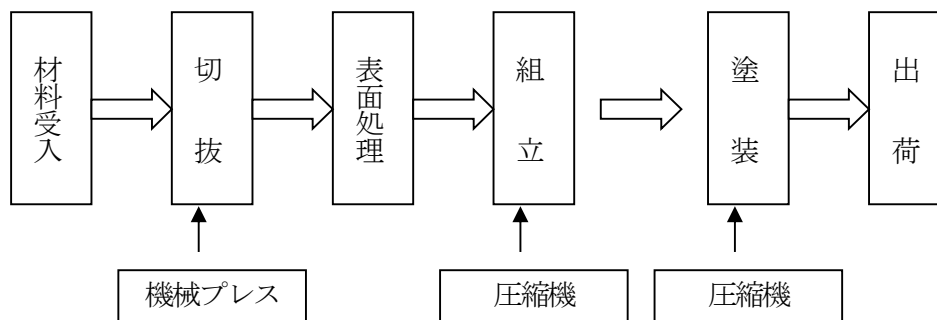 材料受入
切抜
表面処理
組立
塗装
出荷
機械プレス
圧縮機
圧縮機